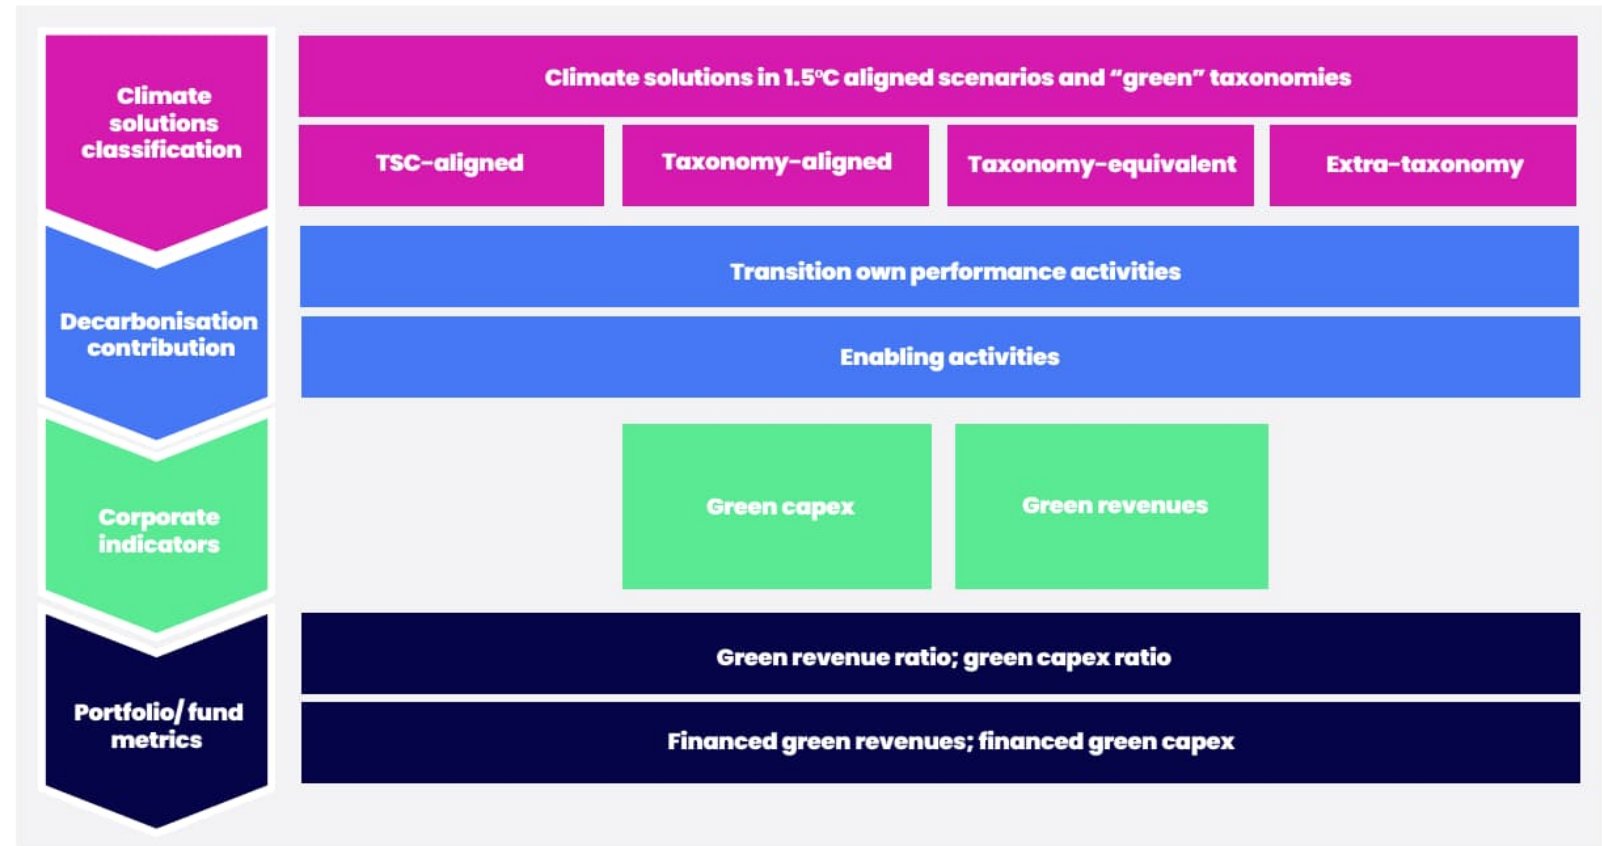 Climate
solutions
classification
Climate solutions in 1.5°C aligned scenarios and “green” taxonomies
TSC-aligned
Taxonomy-aligned
Taxonomy-equivalent
Extra-taxonomy
Decarbonisation
contribution
Transition own performance activities
Enabling activities
Corporate
indicators
Green capex
Green revenues
Portfolio/ fund
metrics
Green revenue ratio; green capex ratio
Financed green revenues; financed green capex